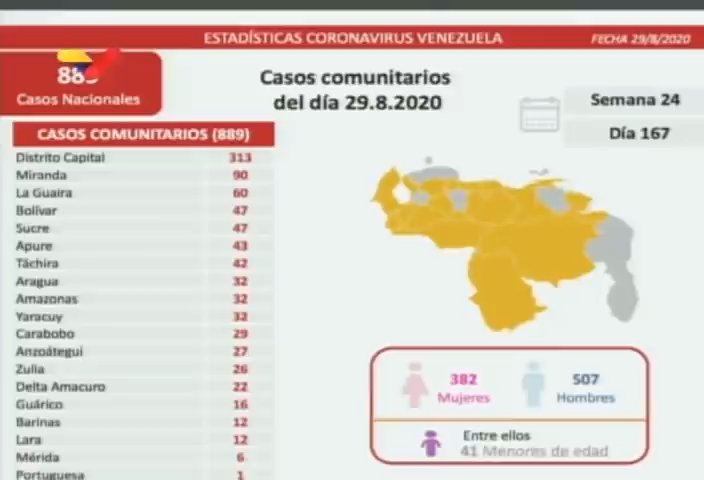 ESTADÍSTICAS CORONAVIRUS VENEZUELA
FECHA 29/8/2020
889
Casos Nacionales
Casos comunitarios
del día 29.8.2020
Semana 24
Día 167
CASOS COMUNITARIOS (889)
Distrito Capital 313
Miranda 90
La Guaira 60
Bolívar 47
Sucre 47
Apure 43
Táchira 42
Aragua 32
Amazonas 32
Yaracuy 32
Carabobo 29
Anzoátegui 27
Zulia 26
Delta Amacuro 22
Guárico 16
Barinas 12
Lara 12
Mérida 6
Portuguesa 1
382
Mujeres
507
Hombres
Entre ellos
41 Menores de edad